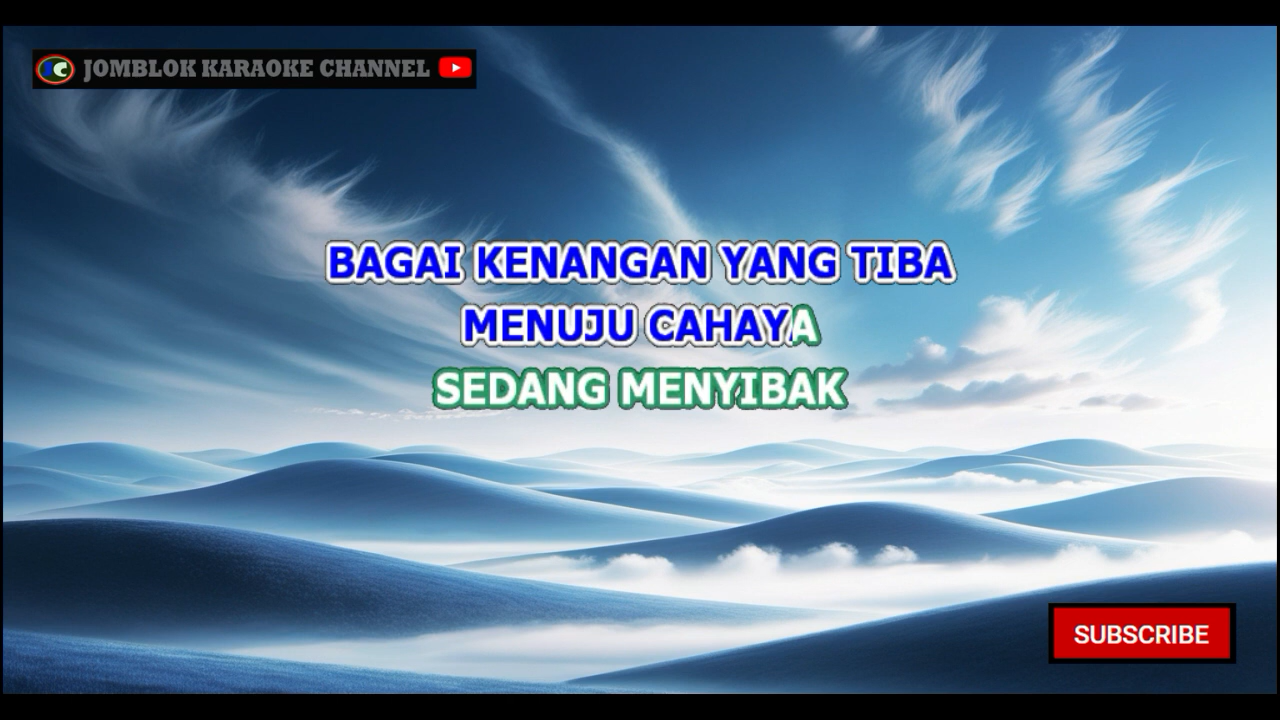 JOMBLOK KARAOKE CHANNEL
BAGAI KENANGAN YANG TIBA
MENUJU CAHAYA
SEDANG MENYIBAK
SUBSCRIBE